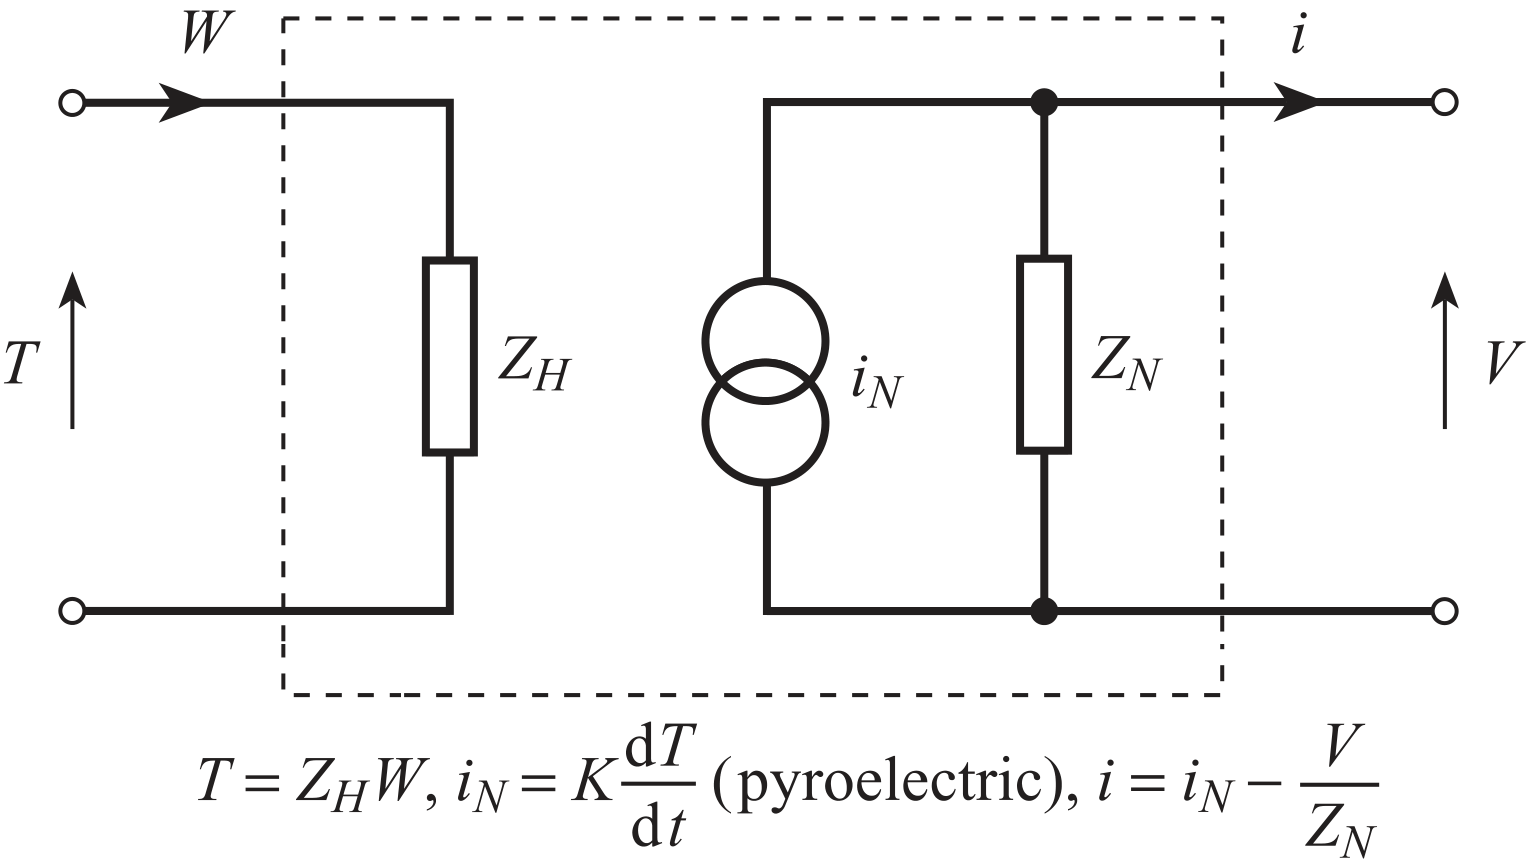 W
i
T
Z_H
i_N
Z_N
V
T = Z_H W, i_N = K dT/dt (pyroelectric), i = i_N − V/Z_N